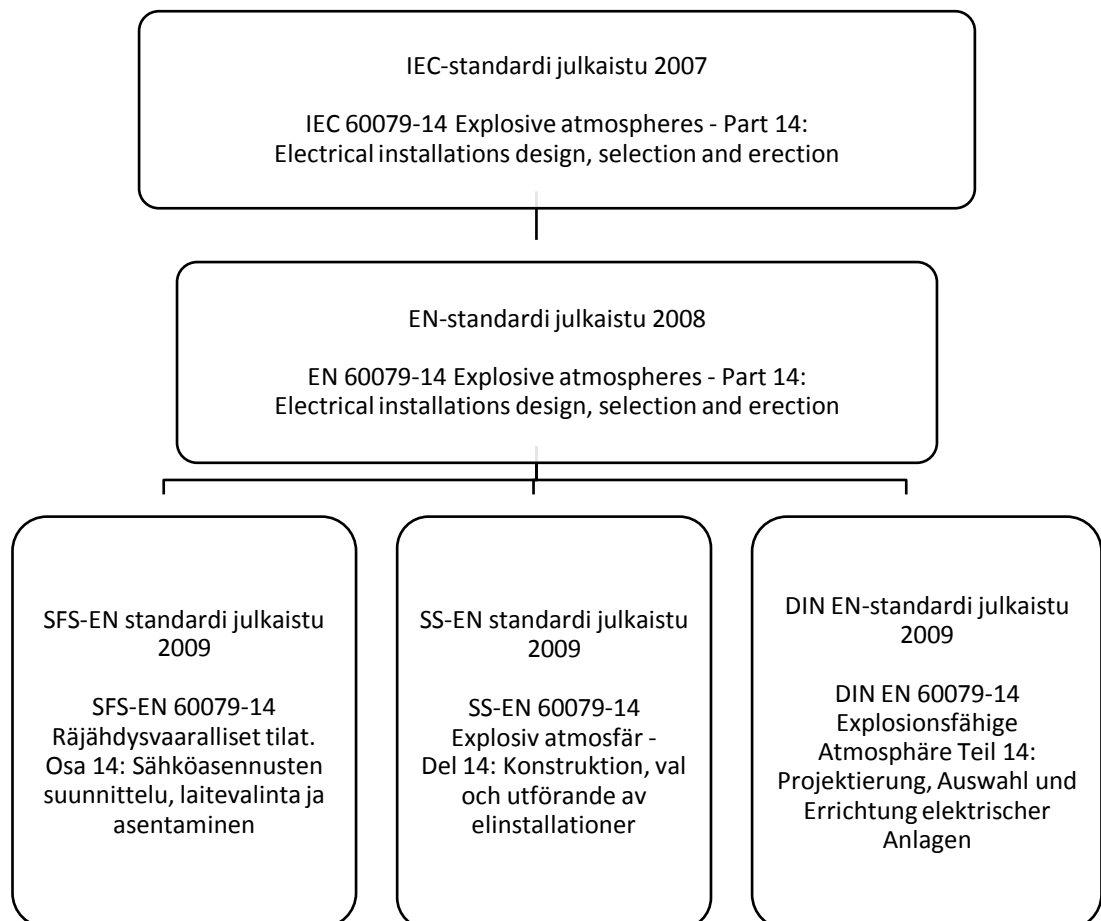 IEC-standardi julkaistu 2007
IEC 60079-14 Explosive atmospheres - Part 14:
Electrical installations design, selection and erection
EN-standardi julkaistu 2008
EN 60079-14 Explosive atmospheres - Part 14:
Electrical installations design, selection and erection
SFS-EN standardi julkaistu
2009
SFS-EN 60079-14
Räjähdysvaaralliset tilat.
Osa 14: Sähköasennusten
suunnittelu, laitevalinta ja
asentaminen
SS-EN standardi julkaistu
2009
SS-EN 60079-14
Explosiv atmosfär -
Del 14: Konstruktion, val
och utförande av
elinstallationer
DIN EN-standardi julkaistu
2009
DIN EN 60079-14
Explosionsfähige
Atmosphäre Teil 14:
Projektierung, Auswahl und
Errichtung elektrischer
Anlagen